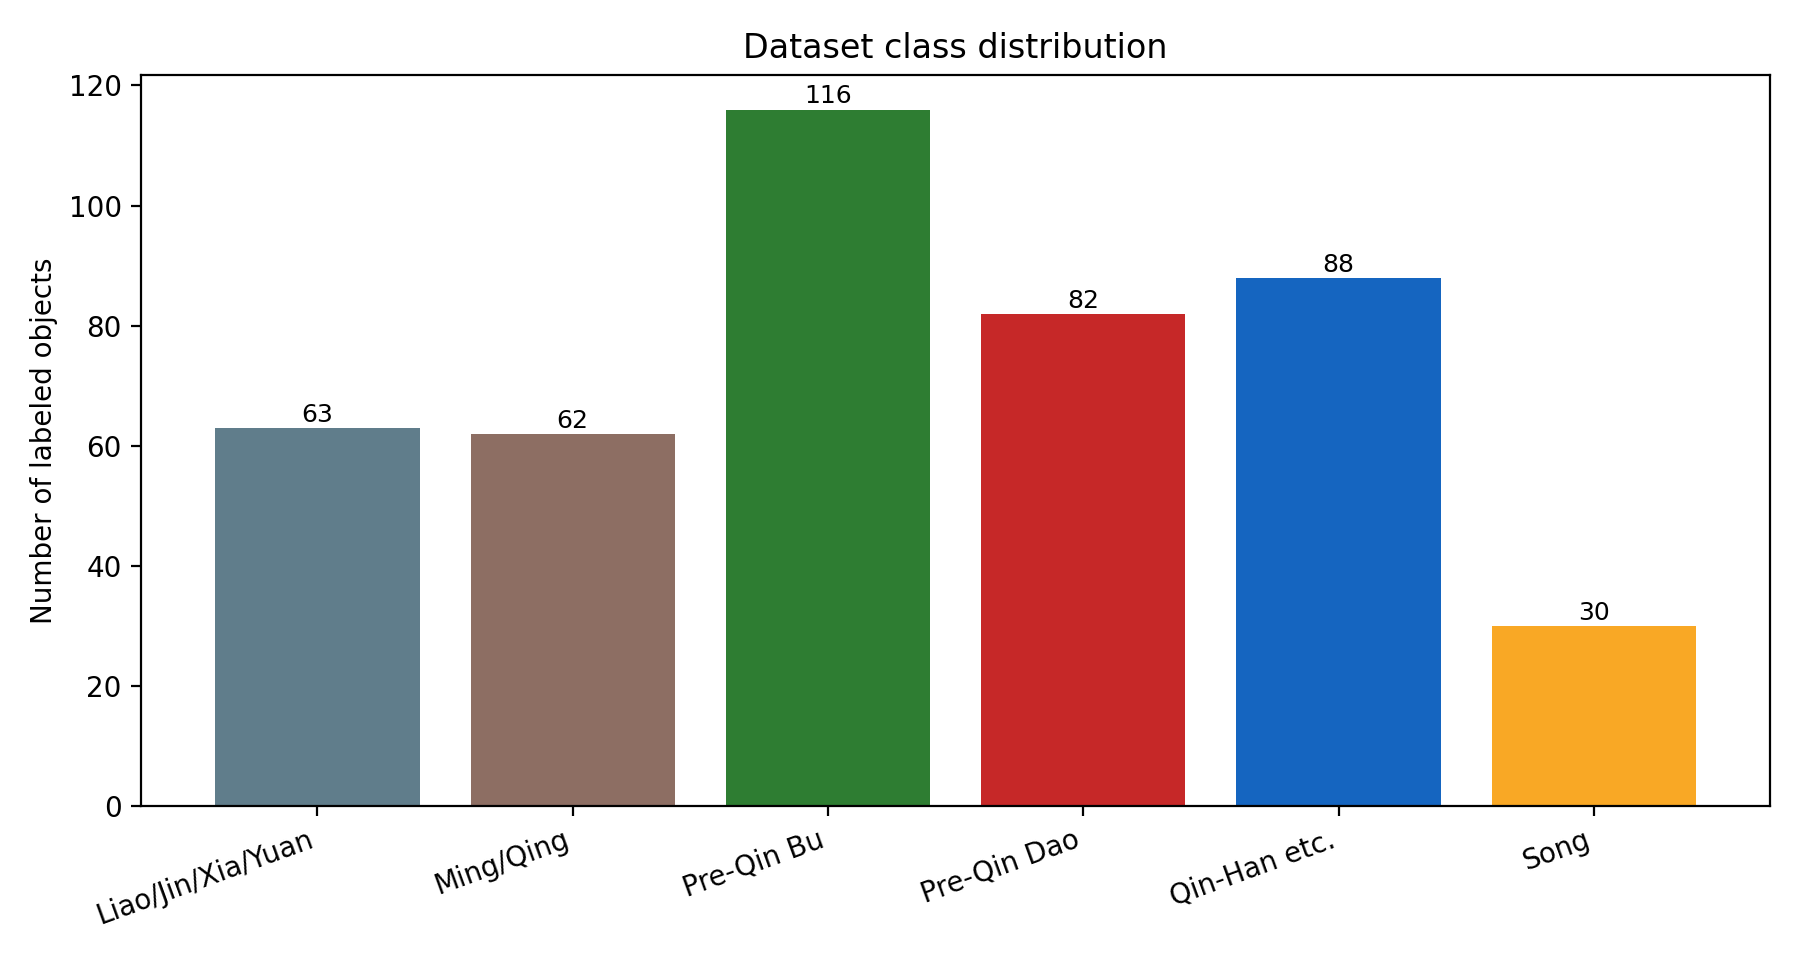 Dataset class distribution
Number of labeled objects
120
100
80
60
40
20
0
63
62
116
82
88
30
Liao/Jin/Xia/Yuan
Ming/Qing
Pre-Qin Bu
Pre-Qin Dao
Qin-Han etc.
Song